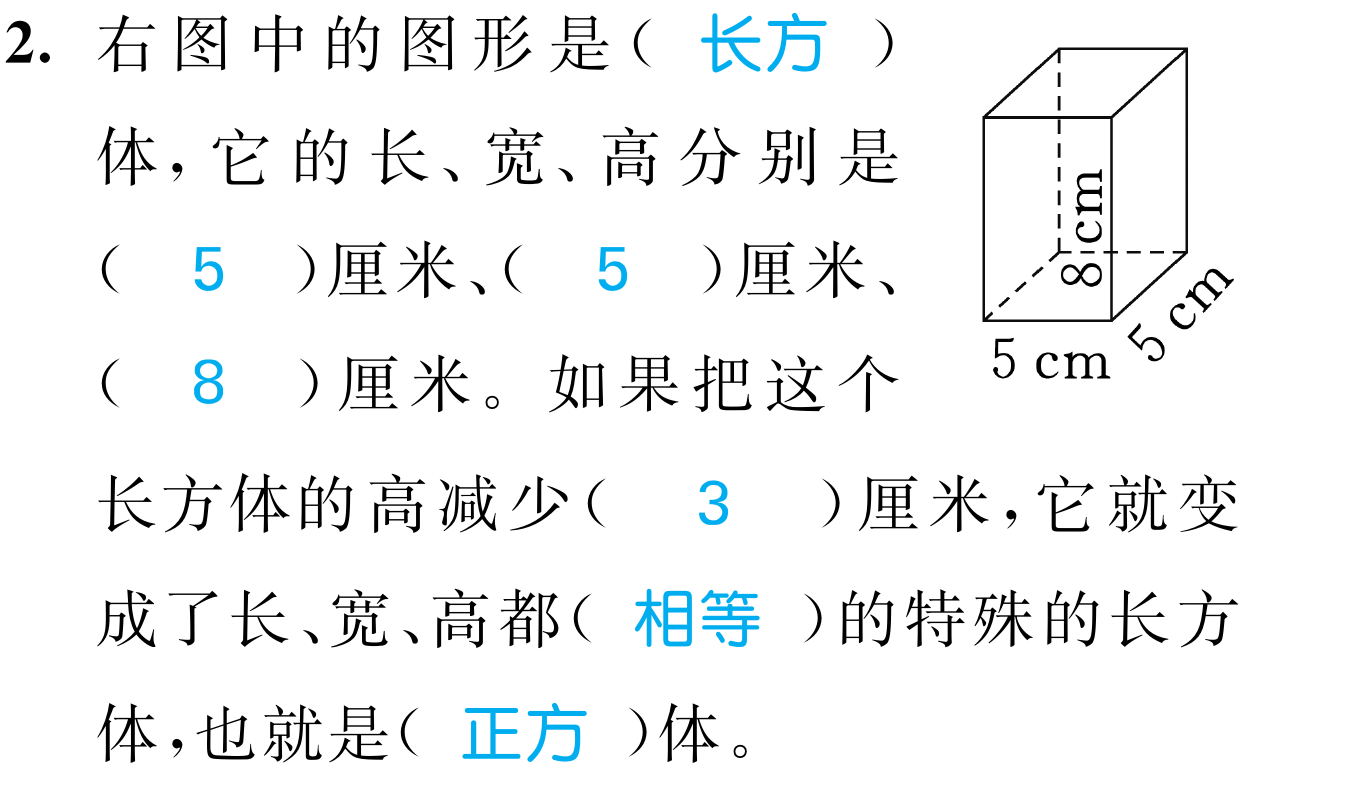 2. 右图中的图形是( 长方 )
体,它的长、宽、高分别是
( 5 )厘米、( 5 )厘米、
( 8 )厘米。如果把这个
长方体的高减少( 3 )厘米,它就变
成了长、宽、高都( 相等 )的特殊的长方
体,也就是( 正方 )体。
8 cm
5 cm
5 cm